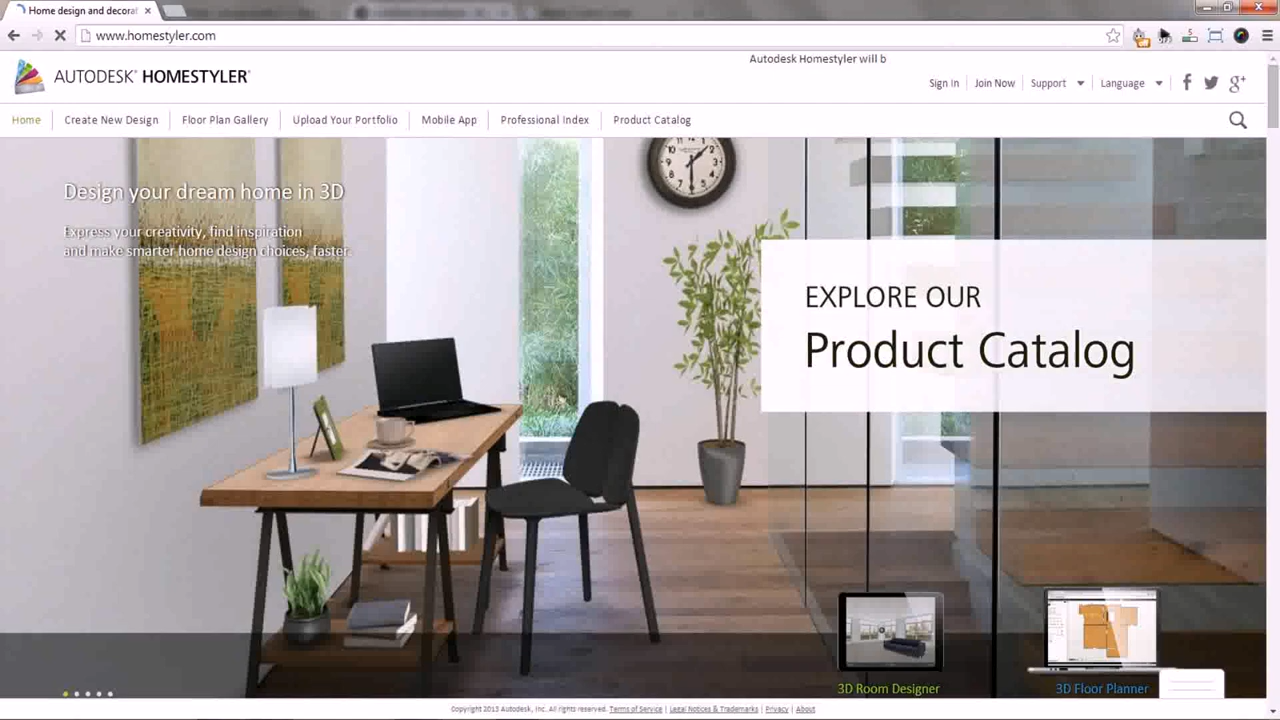 Home design and decorat
www.homestyler.com
Autodesk Homestyler will b
AUTODESK® HOMESTYLER®
Sign In
Join Now
Support
Language
Home
Create New Design
Floor Plan Gallery
Upload Your Portfolio
Mobile App
Professional Index
Product Catalog
Design your dream home in 3D
Express your creativity, find inspiration
and make smarter home design choices, faster.
EXPLORE OUR
Product Catalog
3D Room Designer
3D Floor Planner
Copyright 2013 Autodesk, Inc. All rights reserved. Terms of Service | Legal Notices & Trademarks | Privacy | About